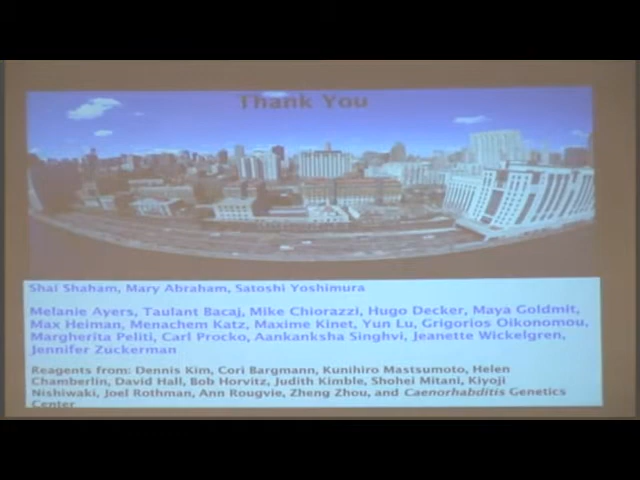 Thank You
Shai Shaham, Mary Abraham, Satoshi Yoshimura
Melanie Ayers, Taulant Bacaj, Mike Chiorazzi, Hugo Decker, Maya Goldmit,
Max Heiman, Menachem Katz, Maxime Kinet, Yun Lu, Grigorios Oikonomou,
Margherita Peliti, Carl Procko, Aankanksha Singhvi, Jeanette Wickelgren,
Jennifer Zuckerman
Reagents from: Dennis Kim, Cori Bargmann, Kunihiro Mastsumoto, Helen
Chamberlin, David Hall, Bob Horvitz, Judith Kimble, Shohei Mitani, Kiyoji
Nishiwaki, Joel Rothman, Ann Rougvie, Zheng Zhou, and Caenorhabditis Genetics
Center